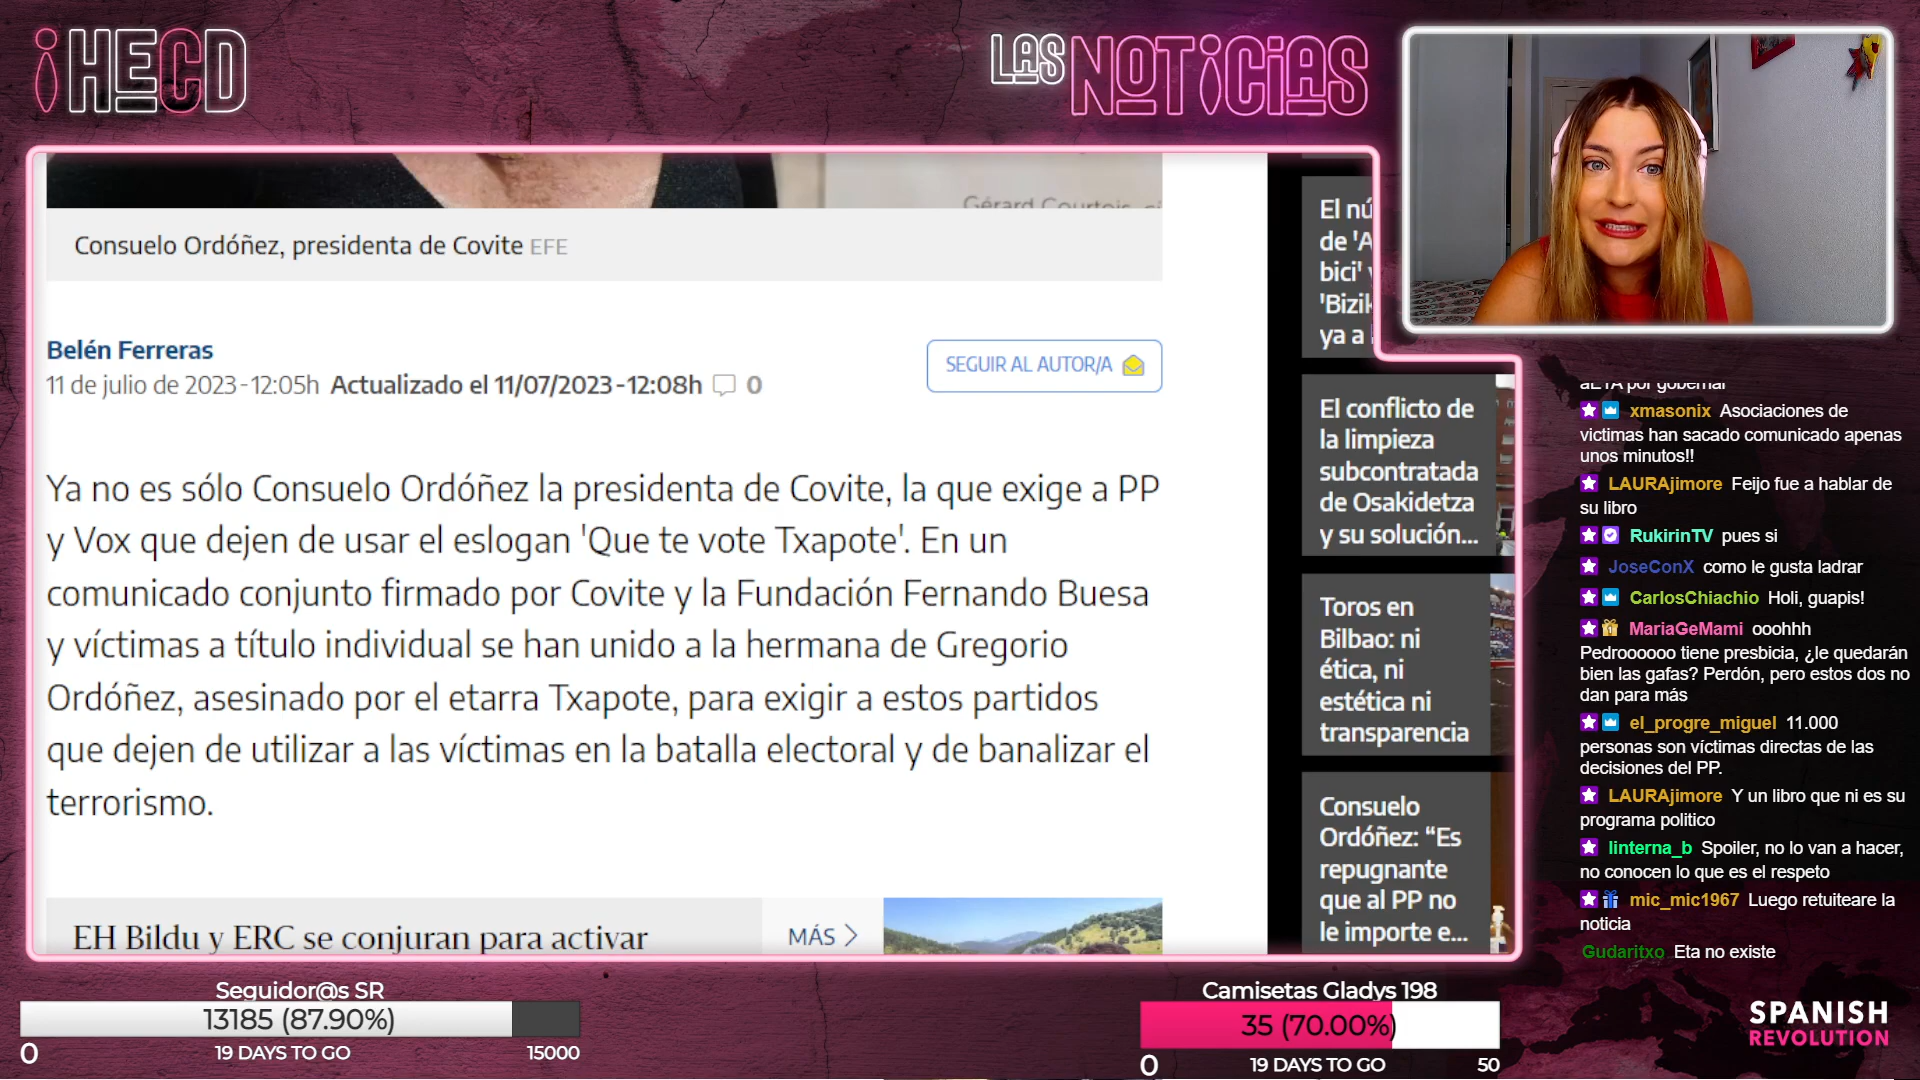 ¡HECD
LAS NOTICIAS
Consuelo Ordóñez, presidenta de Covite EFE
Belén Ferreras
11 de julio de 2023 - 12:05h Actualizado el 11/07/2023 - 12:08h 0
SEGUIR AL AUTOR/A
Ya no es sólo Consuelo Ordóñez la presidenta de Covite, la que exige a PP
y Vox que dejen de usar el eslogan 'Que te vote Txapote'. En un
comunicado conjunto firmado por Covite y la Fundación Fernando Buesa
y víctimas a título individual se han unido a la hermana de Gregorio
Ordóñez, asesinado por el etarra Txapote, para exigir a estos partidos
que dejen de utilizar a las víctimas en la batalla electoral y de banalizar el
terrorismo.
EH Bildu y ERC se conjuran para activar
MÁS
El nú
de 'A
bici'
'Bizik
ya a
El conflicto de
la limpieza
subcontratada
de Osakidetza
y su solución...
Toros en
Bilbao: ni
ética, ni
estética ni
transparencia
Consuelo
Ordóñez: “Es
repugnante
que al PP no
le importe e...
aETA por gobernar
xmasonix Asociaciones de
victimas han sacado comunicado apenas
unos minutos!!
LAURAjimore Feijo fue a hablar de
su libro
RukirinTV pues si
JoseConX como le gusta ladrar
CarlosChiachio Holi, guapis!
MariaGeMami ooohhh
Pedroooooo tiene presbicia, ¿le quedarán
bien las gafas? Perdón, pero estos dos no
dan para más
el_progre_miguel 11.000
personas son víctimas directas de las
decisiones del PP.
LAURAjimore Y un libro que ni es su
programa politico
linterna_b Spoiler, no lo van a hacer,
no conocen lo que es el respeto
mic_mic1967 Luego retuiteare la
noticia
Gudaritxo Eta no existe
Seguidor@s SR
13185 (87.90%)
0 19 DAYS TO GO 15000
Camisetas Gladys 198
35 (70.00%)
0 19 DAYS TO GO 50
SPANISH
REVOLUTION